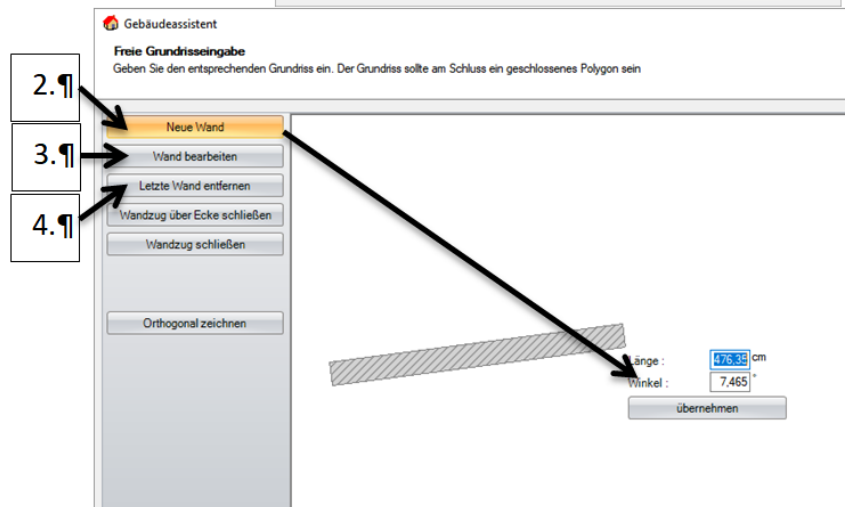 Gebäudeassistent
Freie Grundrisseingabe
Geben Sie den entsprechenden Grundriss ein. Der Grundriss sollte am Schluss ein geschlossenes Polygon sein
2.¶
Neue Wand
3.¶
Wand bearbeiten
Letzte Wand entfernen
4.¶
Wandzug über Ecke schließen
Wandzug schließen
Orthogonal zeichnen
Länge : 476,35 cm
Winkel : 7,465 °
übernehmen